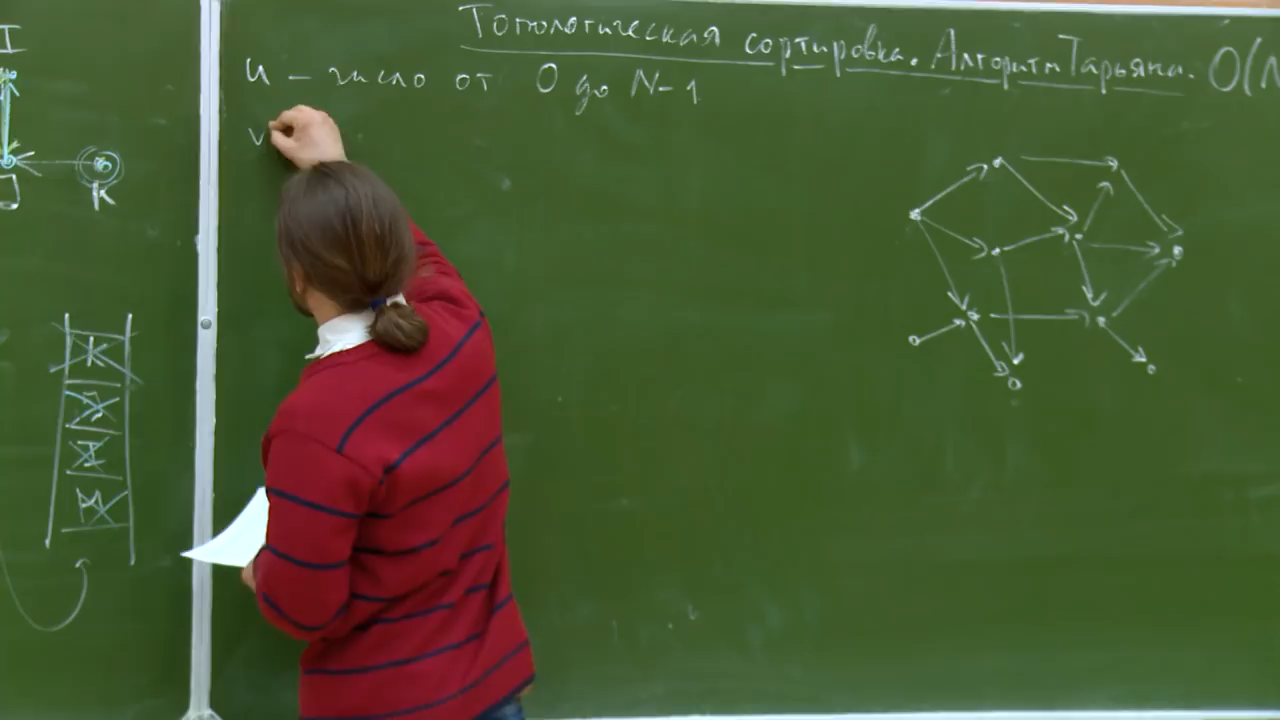 Топологическая сортировка. Алгоритм Тарьяна. O(N
u – число от 0 до N-1
v
I
K